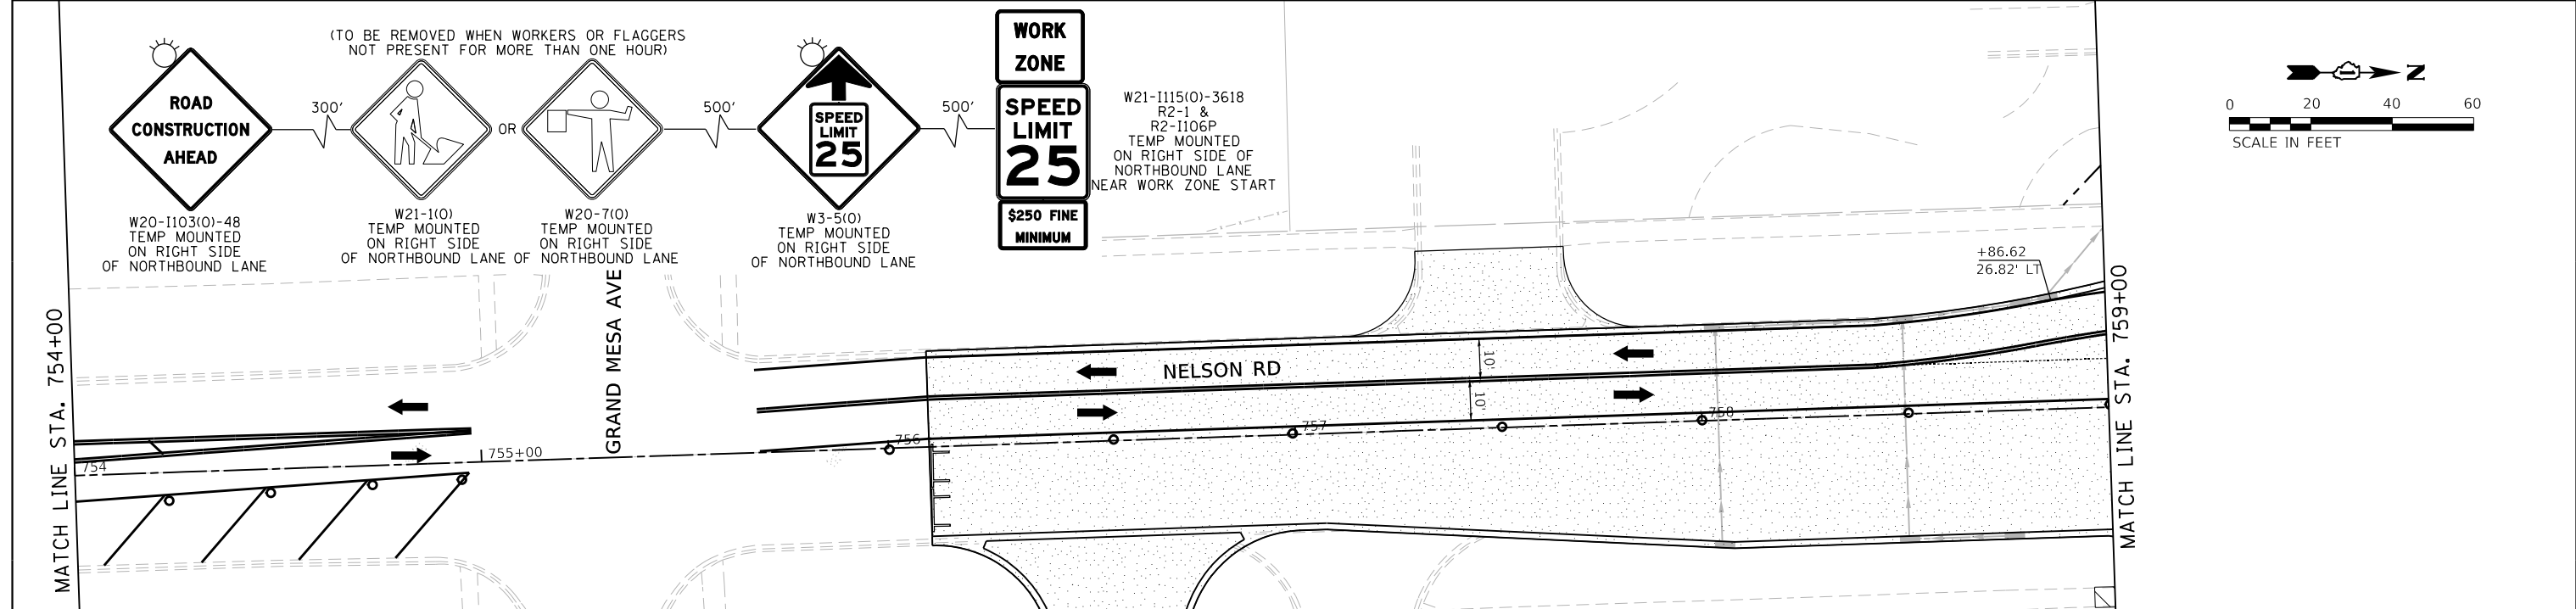 (TO BE REMOVED WHEN WORKERS OR FLAGGERS
NOT PRESENT FOR MORE THAN ONE HOUR)
ROAD
CONSTRUCTION
AHEAD
300'
OR
500'
SPEED
LIMIT
25
500'
WORK
ZONE
SPEED
LIMIT
25
$250 FINE
MINIMUM
W21-I115(O)-3618
R2-1 &
R2-I106P
TEMP MOUNTED
ON RIGHT SIDE OF
NORTHBOUND LANE
NEAR WORK ZONE START
W20-I103(O)-48
TEMP MOUNTED
ON RIGHT SIDE
OF NORTHBOUND LANE
W21-1(O)
TEMP MOUNTED
ON RIGHT SIDE
OF NORTHBOUND LANE
W20-7(O)
TEMP MOUNTED
ON RIGHT SIDE
OF NORTHBOUND LANE
W3-5(O)
TEMP MOUNTED
ON RIGHT SIDE
OF NORTHBOUND LANE
N
0 20 40 60
SCALE IN FEET
+86.62
26.82' LT
MATCH LINE STA. 754+00
GRAND MESA AVE
NELSON RD
10'
10'
754
755+00
756
757
758
MATCH LINE STA. 759+00